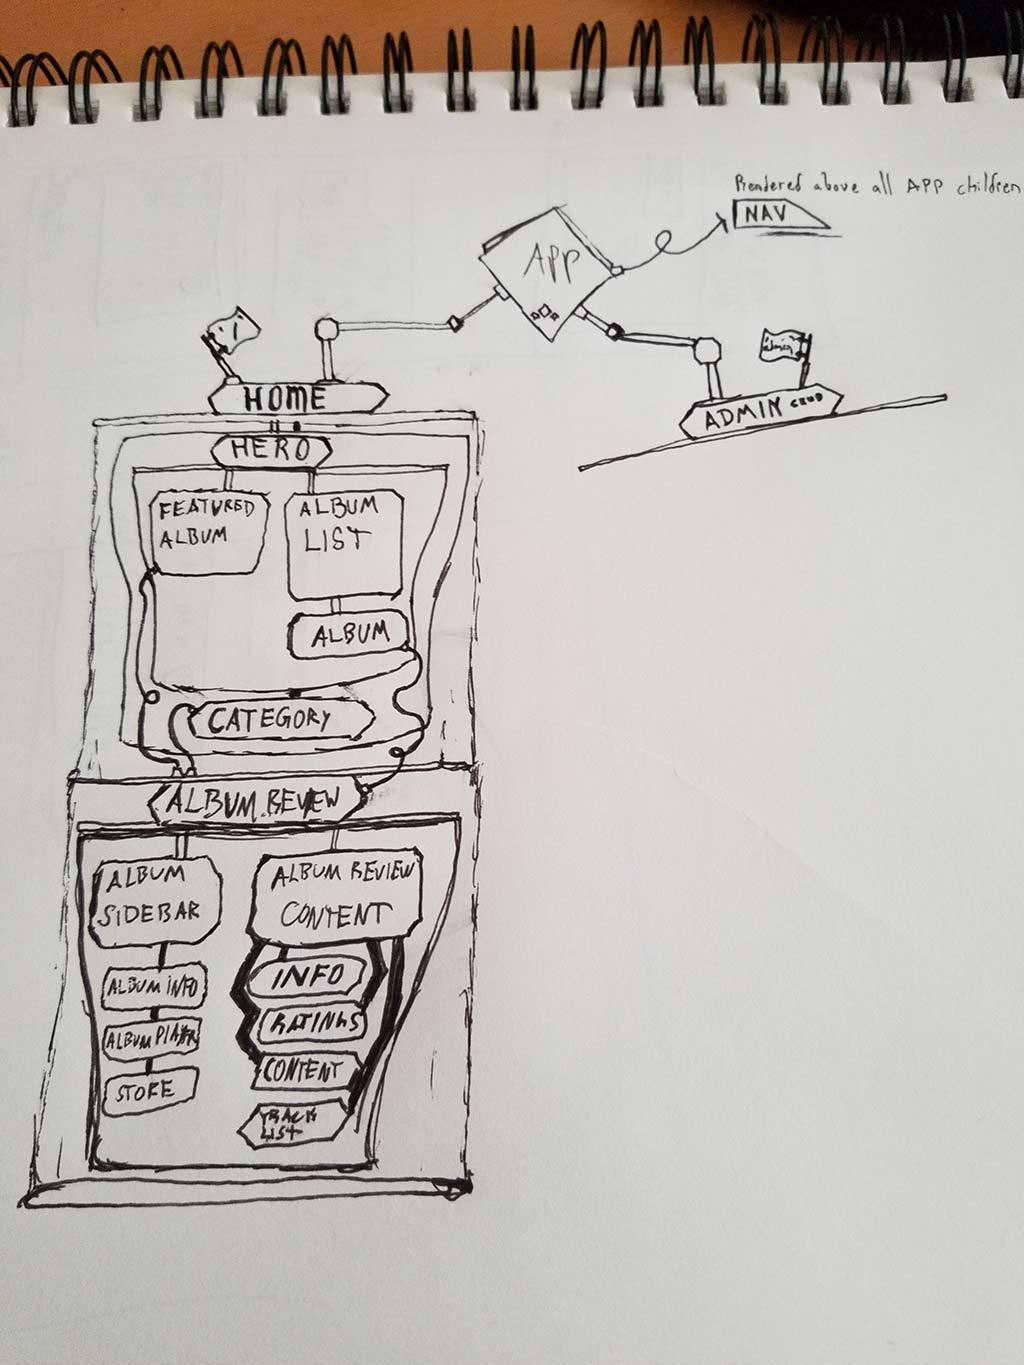 Rendered above all APP children
NAV
APP
/
HOME
admin
ADMIN CRUD
HERO
FEATURED
ALBUM
ALBUM
LIST
ALBUM
CATEGORY
ALBUM REVIEW
ALBUM
SIDEBAR
ALBUM REVIEW
CONTENT
ALBUM INFO
ALBUM PLAYER
STORE
INFO
RATINGS
CONTENT
TRACK
LIST